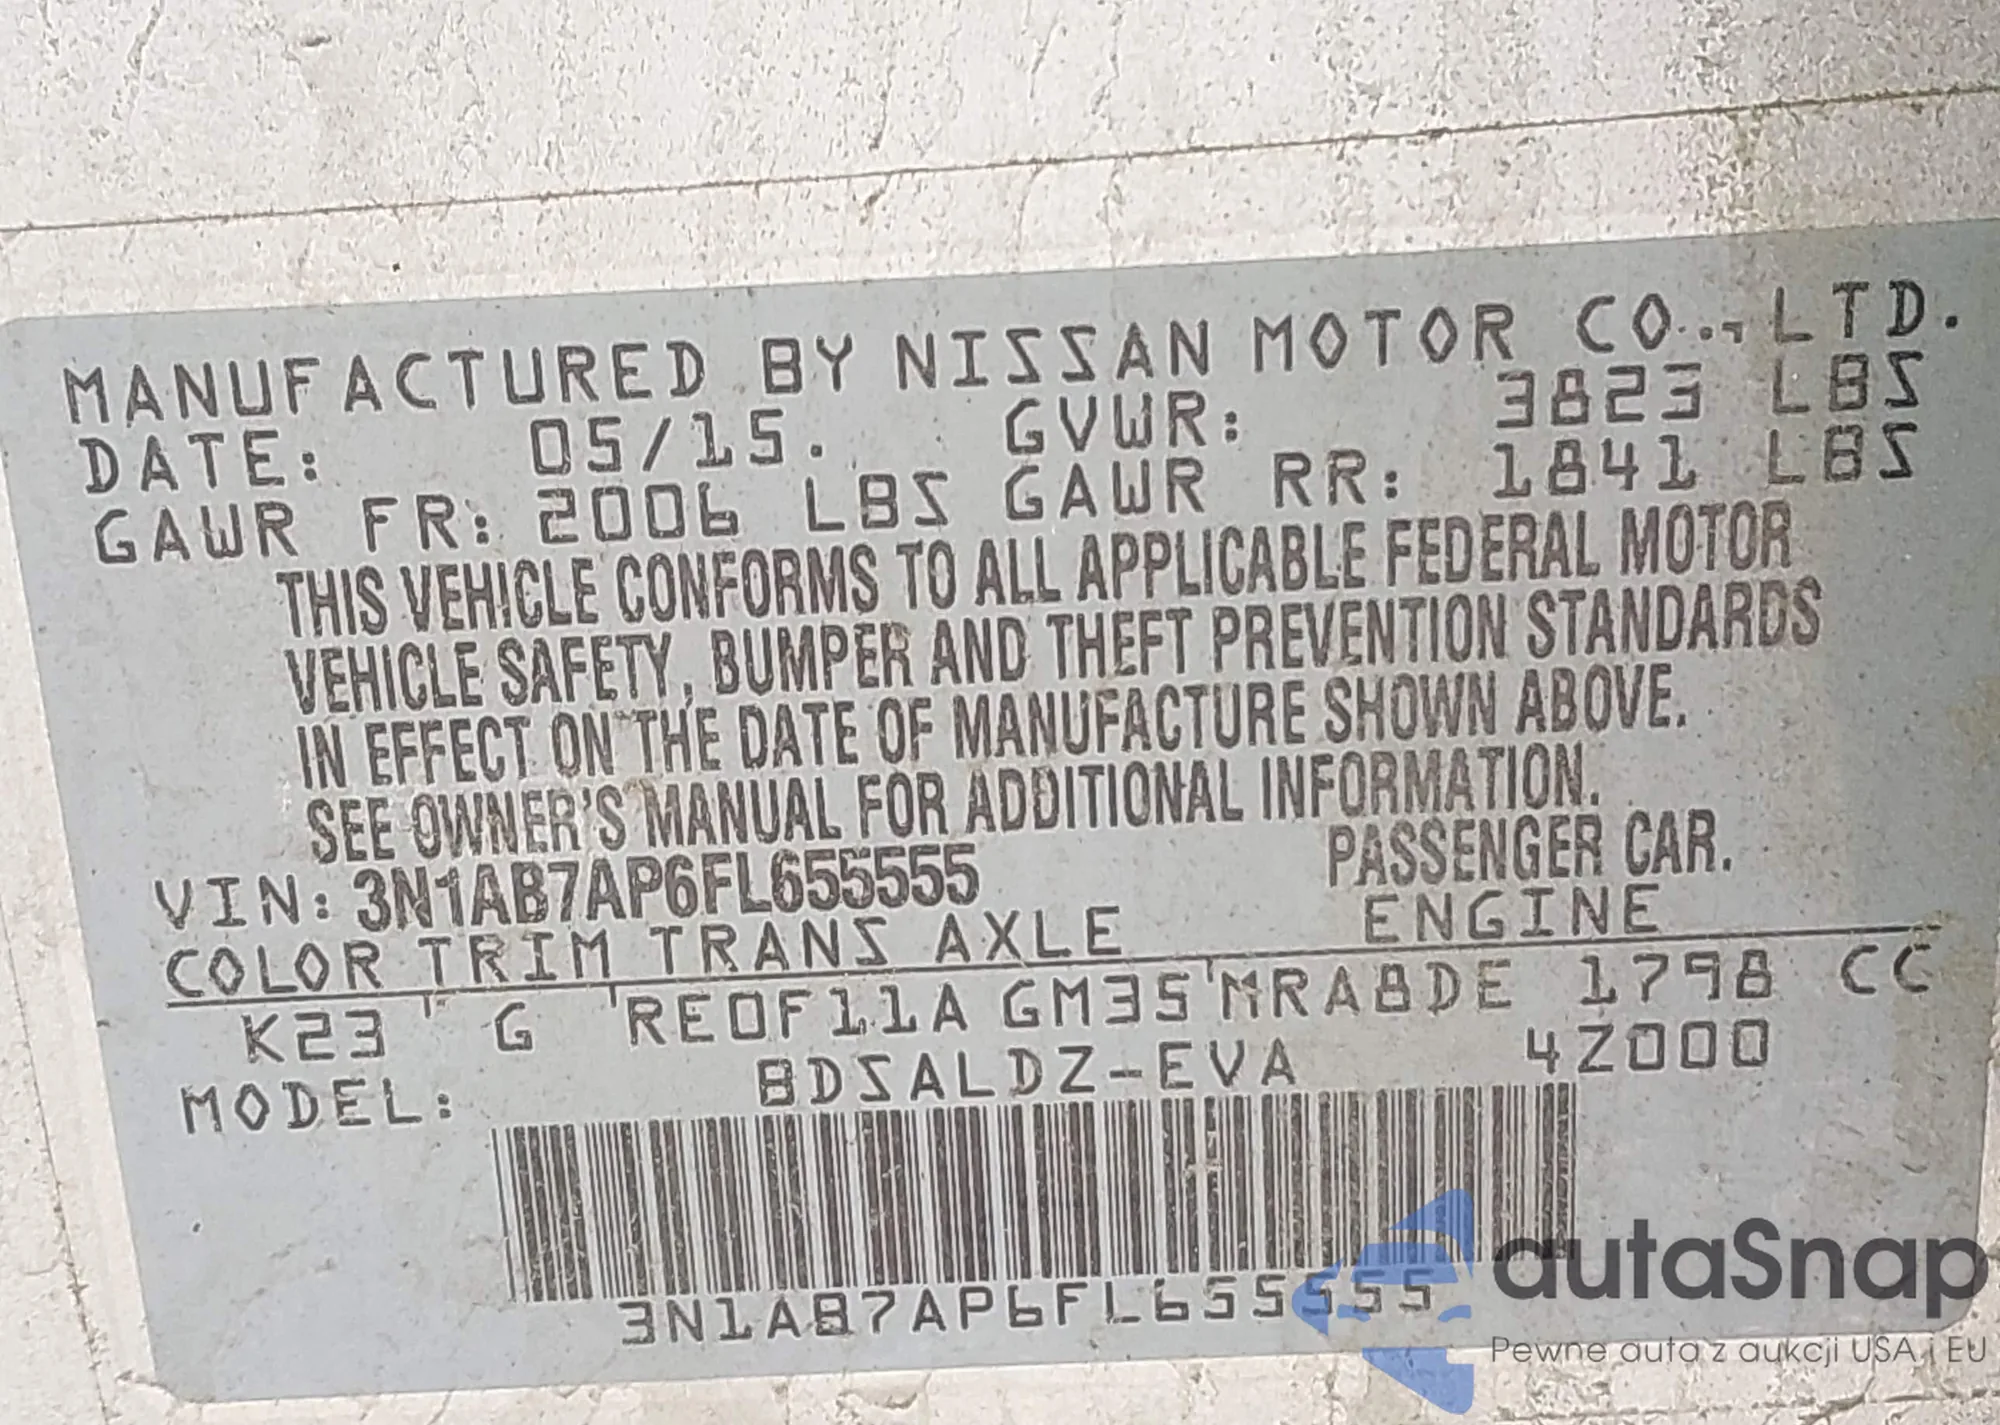 MANUFACTURED BY NISSAN MOTOR CO., LTD.
DATE: 05/15. GVWR: 3823 LBS
GAWR FR: 2006 LBS GAWR RR: 1841 LBS
THIS VEHICLE CONFORMS TO ALL APPLICABLE FEDERAL MOTOR
VEHICLE SAFETY, BUMPER AND THEFT PREVENTION STANDARDS
IN EFFECT ON THE DATE OF MANUFACTURE SHOWN ABOVE.
SEE OWNER'S MANUAL FOR ADDITIONAL INFORMATION.
PASSENGER CAR.
VIN: 3N1AB7AP6FL655555
COLOR TRIM TRANS AXLE ENGINE
K23 G RE0F11A GM35 MRA8DE 1798 CC
MODEL: BDSALDZ-EVA 4Z000
3N1AB7AP6FL655555
autaSnap
Pewne auta z aukcji USA i EU